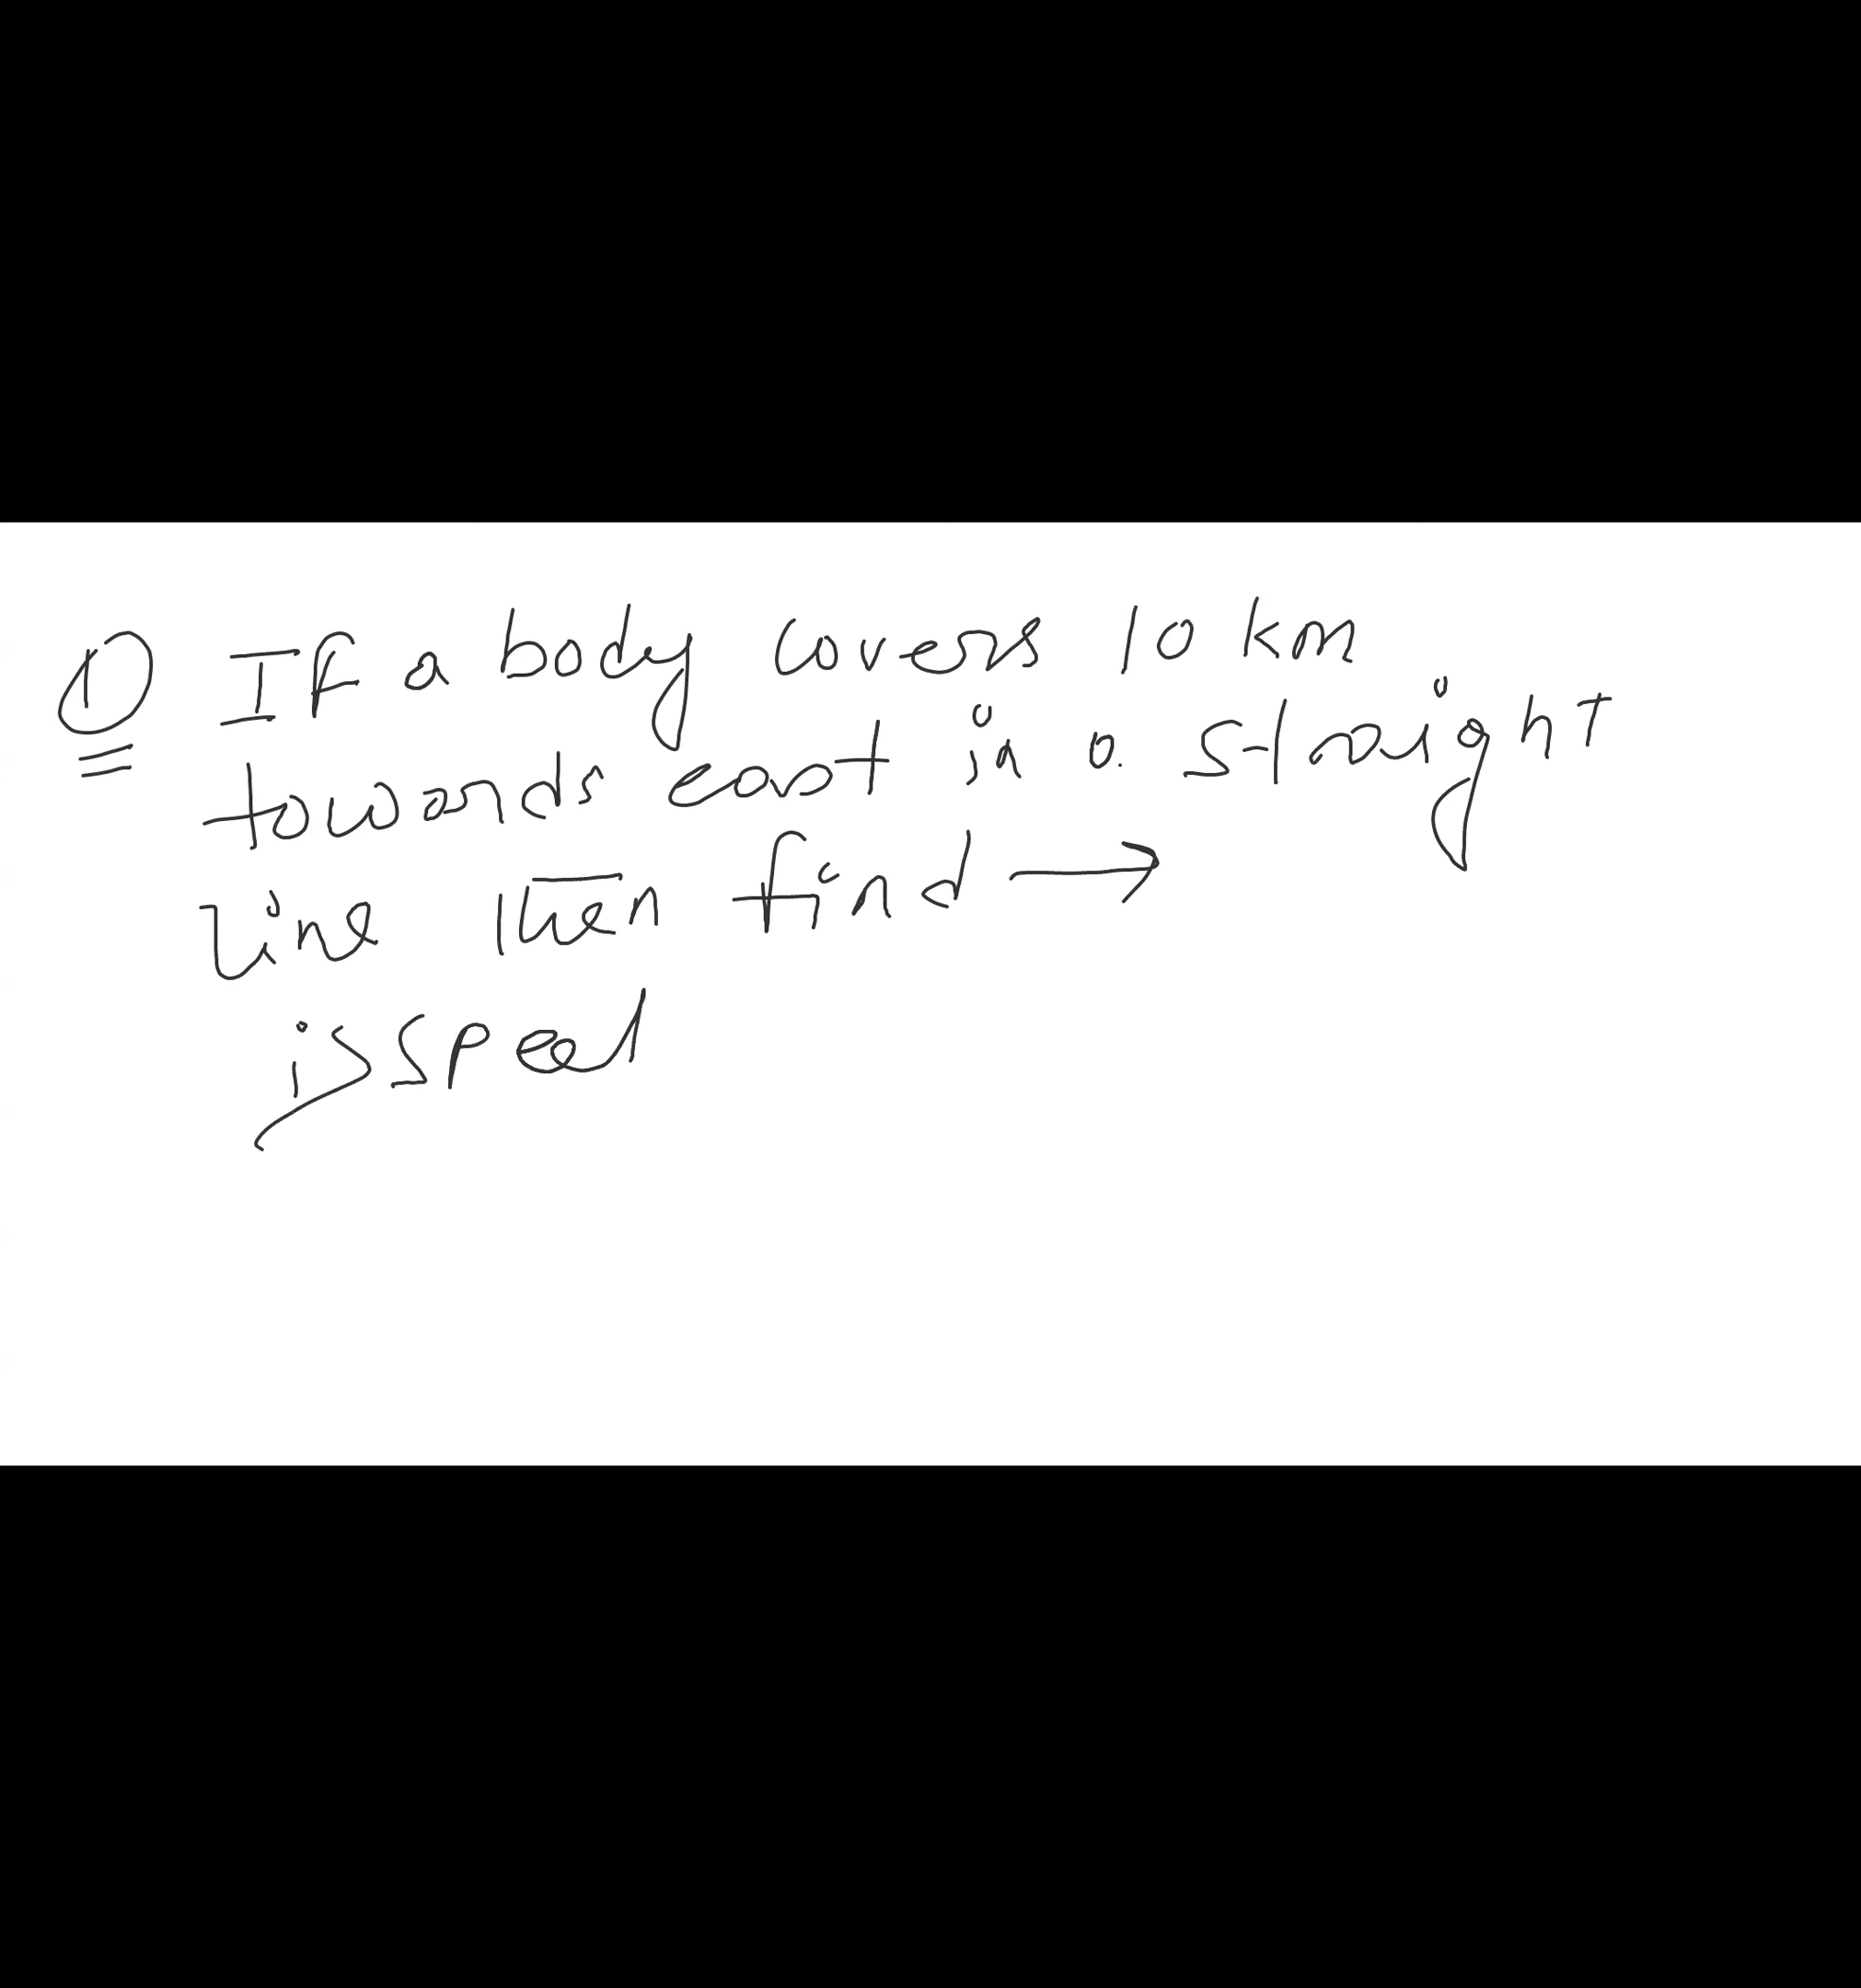 ① If a body covers 10 km
towards east in a straight
line then find →
i) speed